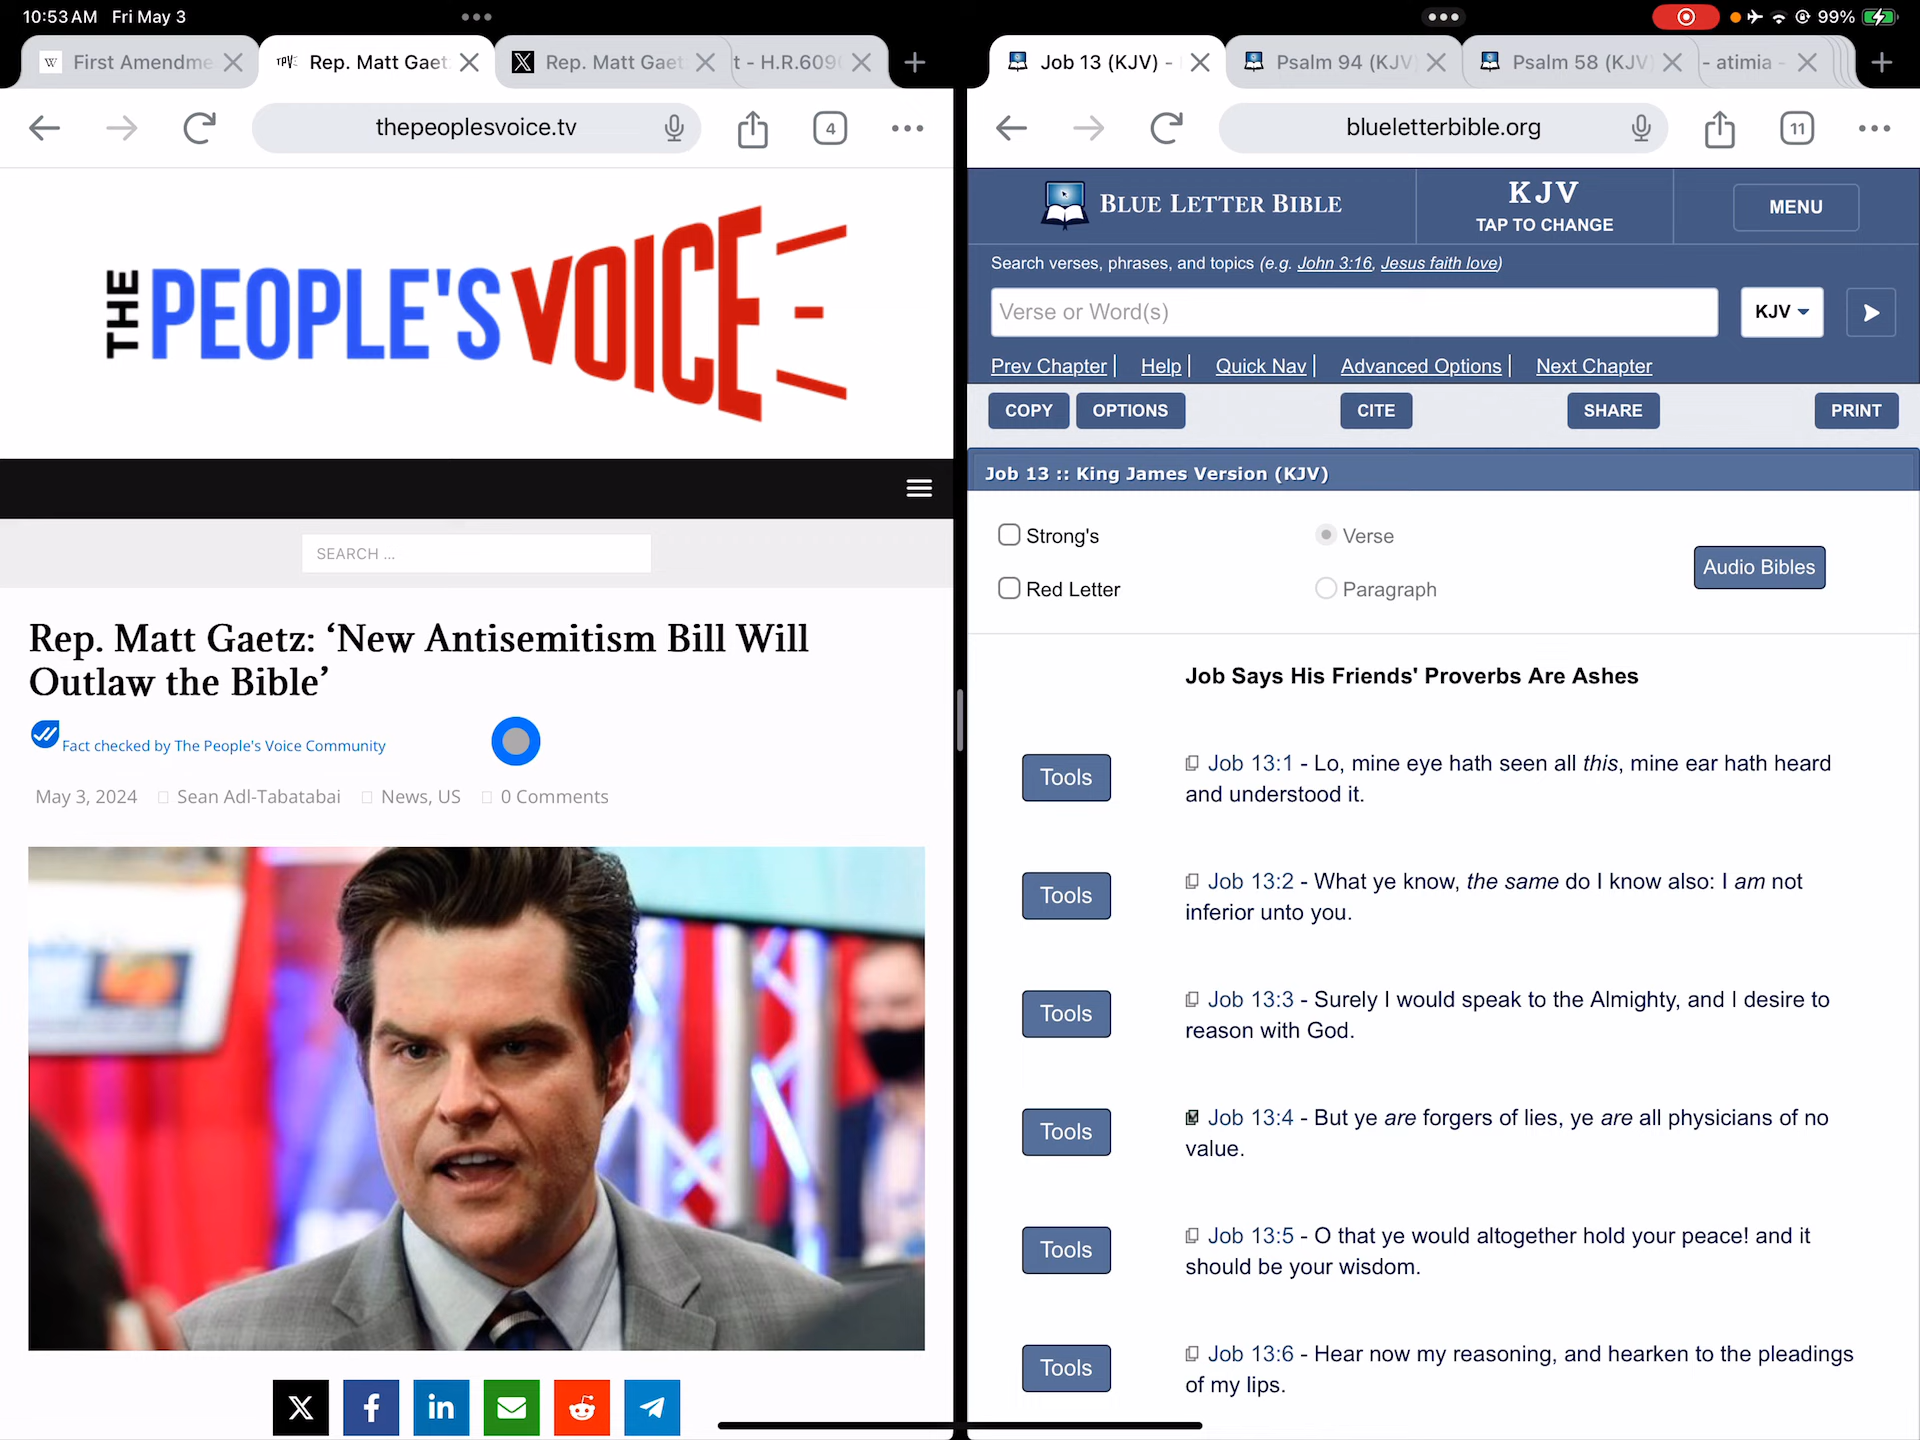 10:53 AM Fri May 3
99%
First Amendme
Rep. Matt Gaet
Rep. Matt Gaet
t - H.R.609
thepeoplesvoice.tv
4
THE PEOPLE'S VOICE
SEARCH ...
Rep. Matt Gaetz: ‘New Antisemitism Bill Will
Outlaw the Bible’
Fact checked by The People's Voice Community
May 3, 2024 Sean Adl-Tabatabai News, US 0 Comments
Job 13 (KJV) -
Psalm 94 (KJV
Psalm 58 (KJV
- atimia -
blueletterbible.org
11
BLUE LETTER BIBLE
KJV
TAP TO CHANGE
MENU
Search verses, phrases, and topics (e.g. John 3:16, Jesus faith love)
Verse or Word(s)
KJV
Prev Chapter | Help | Quick Nav | Advanced Options | Next Chapter
COPY OPTIONS CITE SHARE PRINT
Job 13 :: King James Version (KJV)
Strong's Verse
Audio Bibles
Red Letter Paragraph
Job Says His Friends' Proverbs Are Ashes
Tools
Job 13:1 - Lo, mine eye hath seen all this, mine ear hath heard
and understood it.
Tools
Job 13:2 - What ye know, the same do I know also: I am not
inferior unto you.
Tools
Job 13:3 - Surely I would speak to the Almighty, and I desire to
reason with God.
Tools
Job 13:4 - But ye are forgers of lies, ye are all physicians of no
value.
Tools
Job 13:5 - O that ye would altogether hold your peace! and it
should be your wisdom.
Tools
Job 13:6 - Hear now my reasoning, and hearken to the pleadings
of my lips.